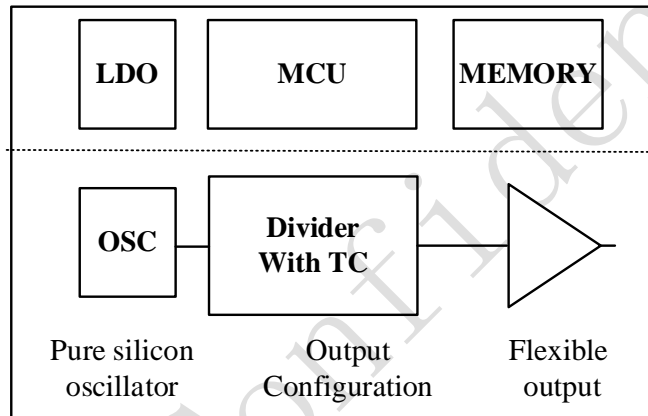 LDO
MCU
MEMORY
OSC
Divider
With TC
Pure silicon
oscillator
Output
Configuration
Flexible
output